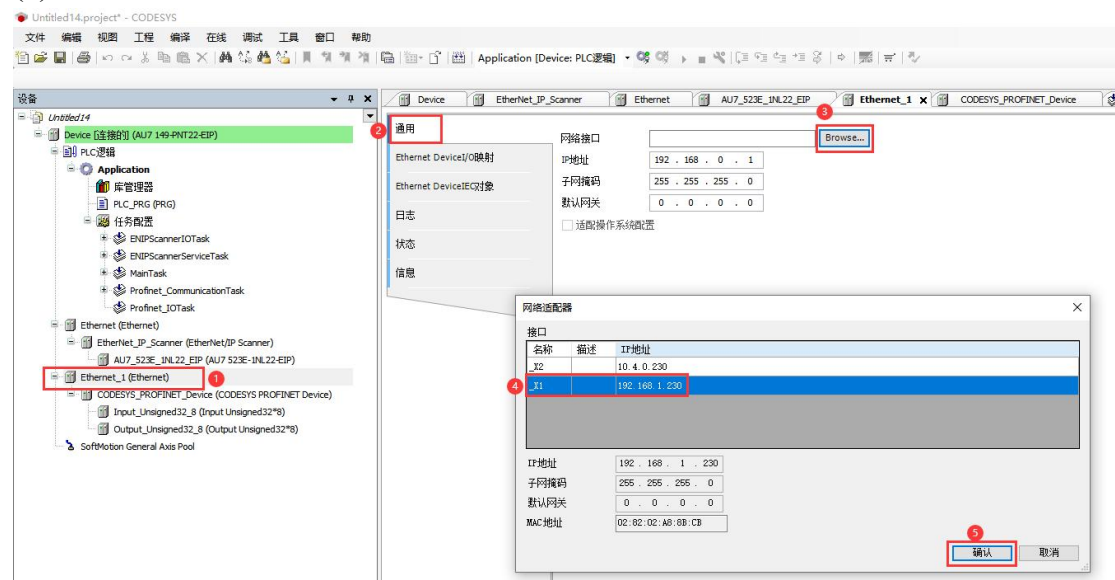 Untitled14.project* - CODESYS
文件 编辑 视图 工程 编译 在线 调试 工具 窗口 帮助
Application [Device: PLC逻辑]
设备
Untitled14
Device [连接的] (AU7 149-PNT22-EIP)
PLC逻辑
Application
库管理器
PLC_PRG (PRG)
任务配置
ENIPScannerIOTask
ENIPScannerServiceTask
MainTask
Profinet_CommunicationTask
Profinet_IOTask
Ethernet (Ethernet)
EtherNet_IP_Scanner (EtherNet/IP Scanner)
AU7_523E_1NL22_EIP (AU7 523E-1NL22-EIP)
Ethernet_1 (Ethernet)
1
CODESYS_PROFINET_Device (CODESYS PROFINET Device)
Input_Unsigned32_8 (Input Unsigned32*8)
Output_Unsigned32_8 (Output Unsigned32*8)
SoftMotion General Axis Pool
Device EtherNet_IP_Scanner Ethernet AU7_523E_1NL22_EIP Ethernet_1 CODESYS_PROFINET_Device
2
通用
Ethernet DeviceI/O映射
Ethernet DeviceIEC对象
日志
状态
信息
3
网络接口 Browse...
IP地址 192 . 168 . 0 . 1
子网掩码 255 . 255 . 255 . 0
默认网关 0 . 0 . 0 . 0
适配操作系统配置
网络适配器
接口
名称 描述 IP地址
_X2 10.4.0.230
4
_X1 192.168.1.230
IP地址 192 . 168 . 1 . 230
子网掩码 255 . 255 . 255 . 0
默认网关 0 . 0 . 0 . 0
MAC地址 02:82:02:A8:8B:CB
5
确认 取消